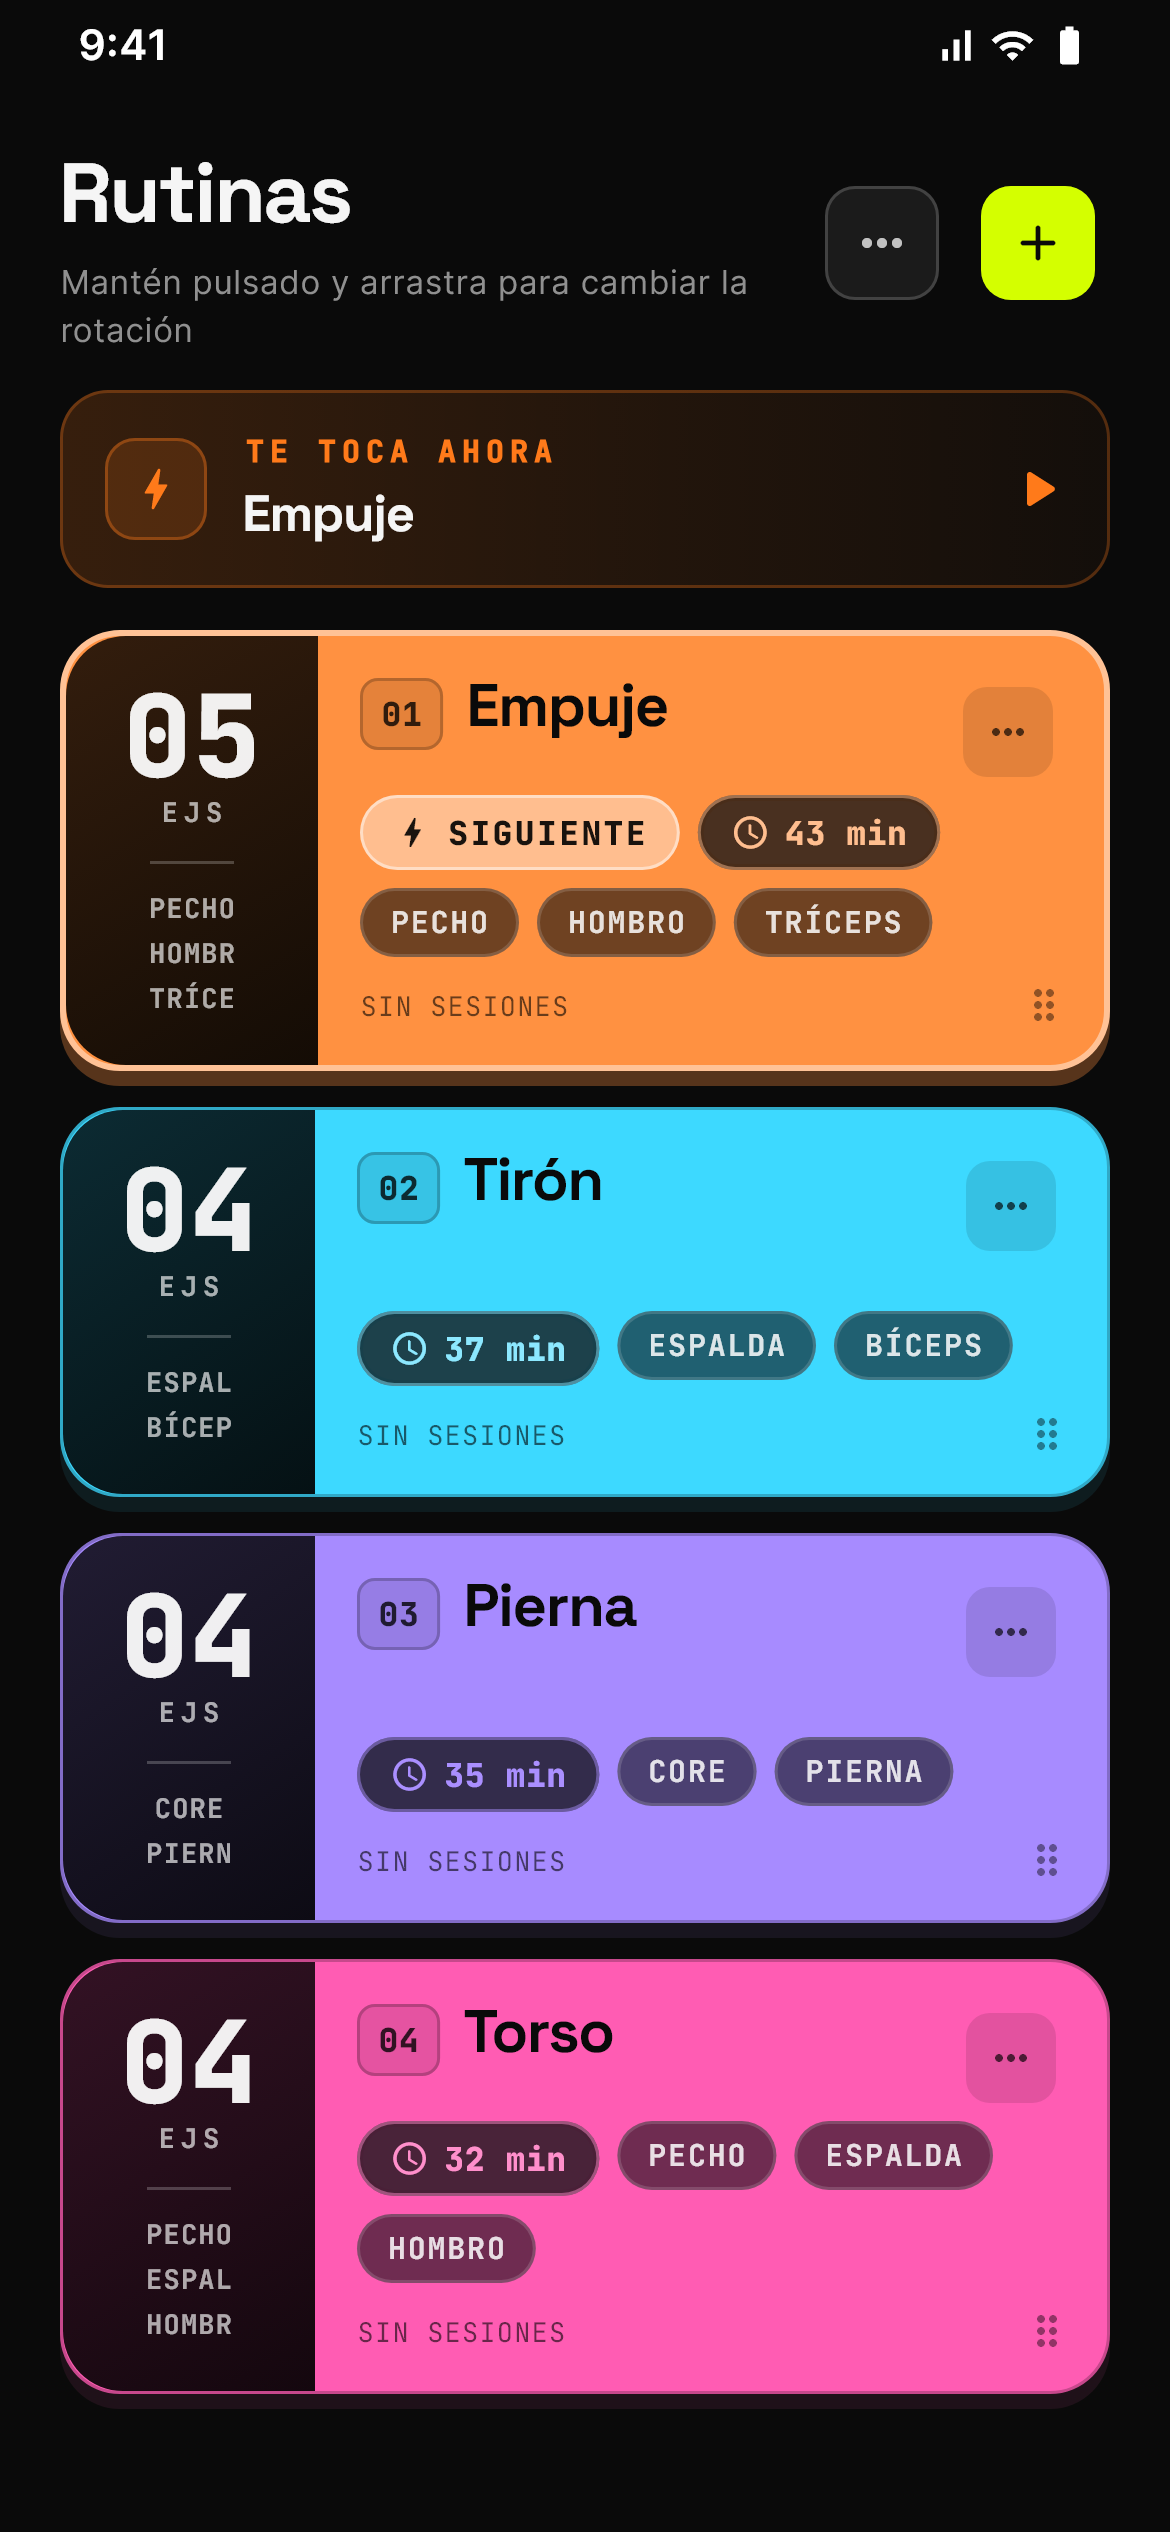 9:41
Rutinas
Mantén pulsado y arrastra para cambiar la
rotación
TE TOCA AHORA
Empuje
05
EJS
PECHO
HOMBR
TRÍCE
01 Empuje
SIGUIENTE 43 min
PECHO HOMBRO TRÍCEPS
SIN SESIONES
04
EJS
ESPAL
BÍCEP
02 Tirón
37 min ESPALDA BÍCEPS
SIN SESIONES
04
EJS
CORE
PIERN
03 Pierna
35 min CORE PIERNA
SIN SESIONES
04
EJS
PECHO
ESPAL
HOMBR
04 Torso
32 min PECHO ESPALDA
HOMBRO
SIN SESIONES